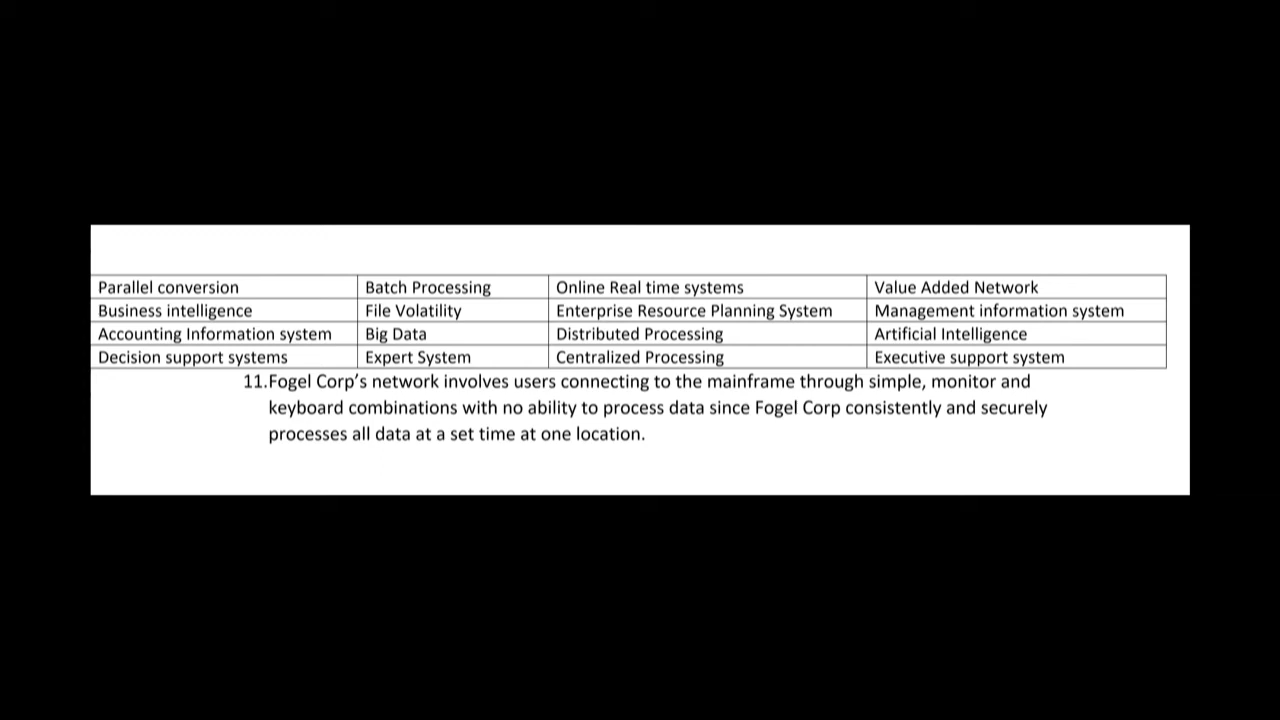 Parallel conversion Batch Processing Online Real time systems Value Added Network
Business intelligence File Volatility Enterprise Resource Planning System Management information system
Accounting Information system Big Data Distributed Processing Artificial Intelligence
Decision support systems Expert System Centralized Processing Executive support system
11.Fogel Corp’s network involves users connecting to the mainframe through simple, monitor and
keyboard combinations with no ability to process data since Fogel Corp consistently and securely
processes all data at a set time at one location.